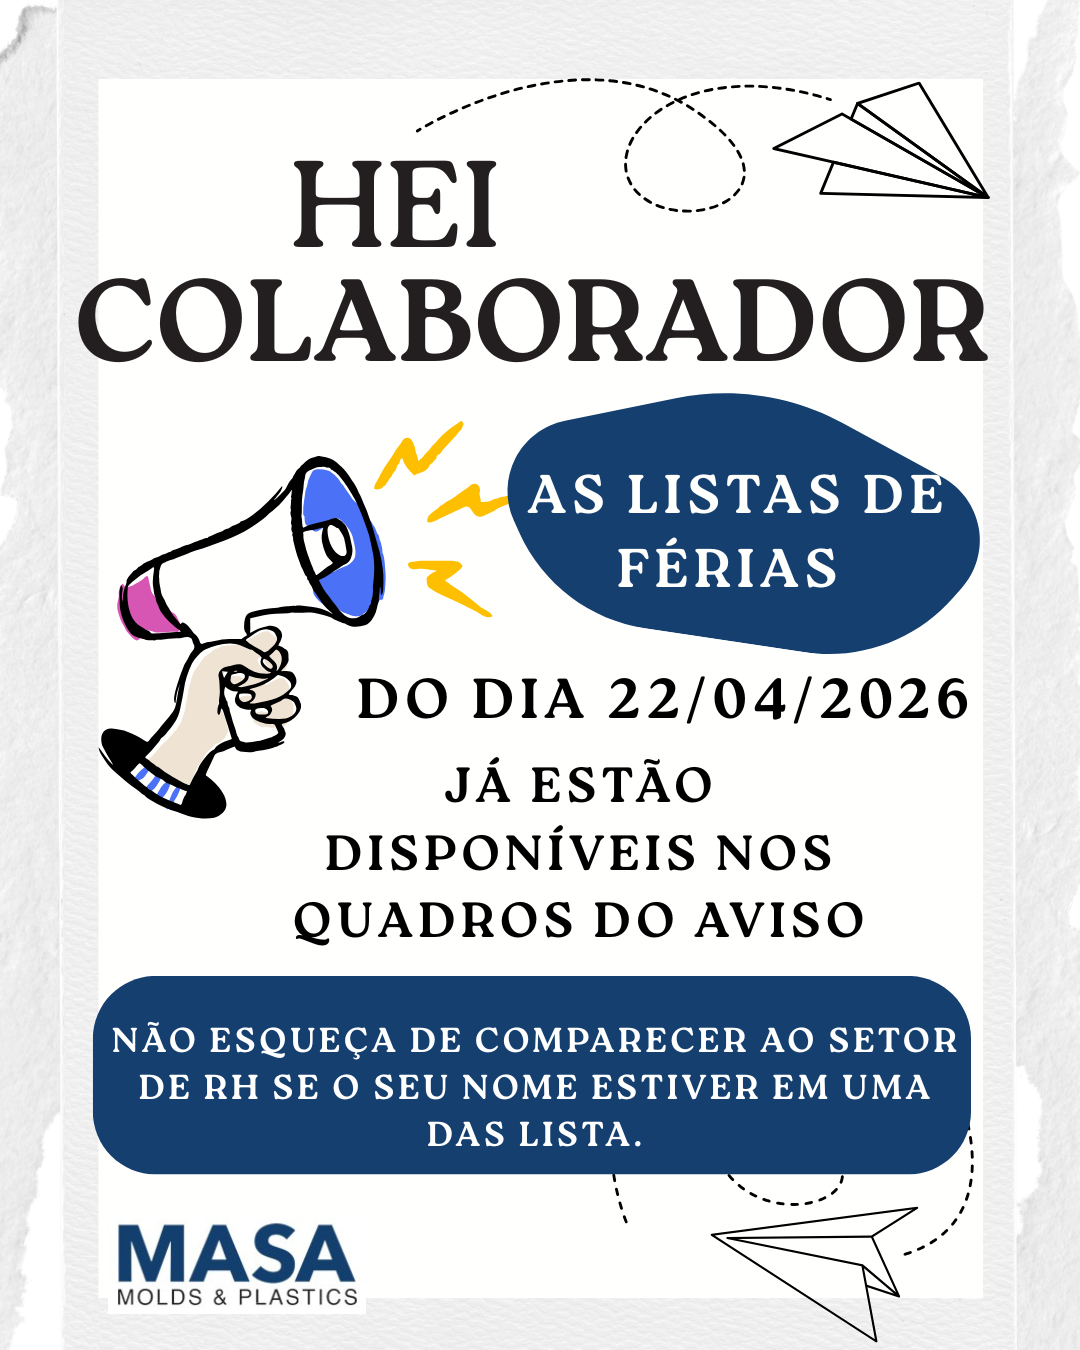 HEI
COLABORADOR
AS LISTAS DE
FÉRIAS
DO DIA 22/04/2026
JÁ ESTÃO
DISPONÍVEIS NOS
QUADROS DO AVISO
NÃO ESQUEÇA DE COMPARECER AO SETOR
DE RH SE O SEU NOME ESTIVER EM UMA
DAS LISTA.
MASA
MOLDS & PLASTICS